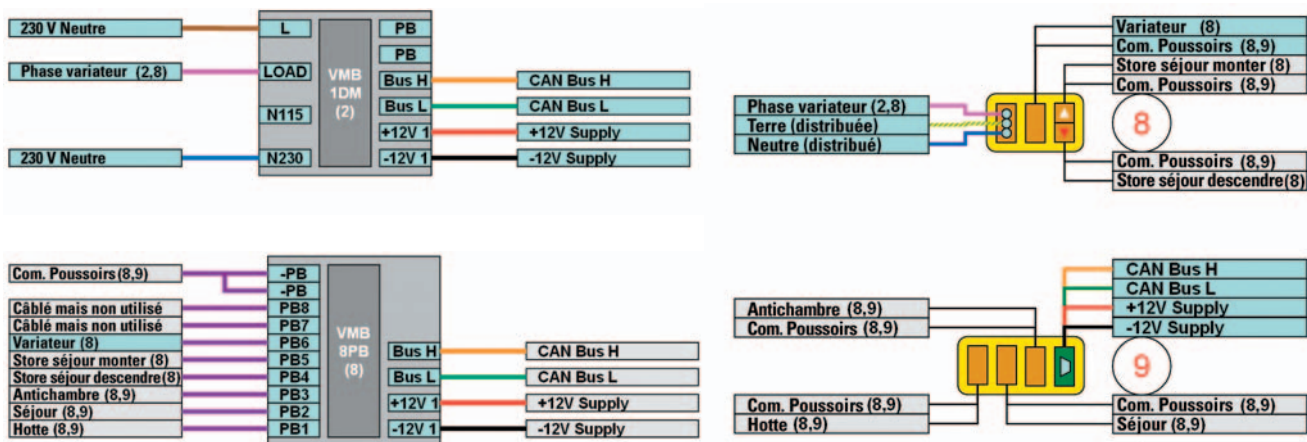 230 V Neutre
L
PB
PB
Phase variateur (2,8)
LOAD
VMB
1DM
(2)
Bus H
CAN Bus H
Bus L
CAN Bus L
N115
+12V 1
+12V Supply
230 V Neutre
N230
-12V 1
-12V Supply
Variateur (8)
Com. Poussoirs (8,9)
Store séjour monter (8)
Com. Poussoirs (8,9)
Phase variateur (2,8)
Terre (distribuée)
Neutre (distribué)
8
Com. Poussoirs (8,9)
Store séjour descendre(8)
Com. Poussoirs (8,9)
-PB
-PB
Câblé mais non utilisé
PB8
Câblé mais non utilisé
PB7
Variateur (8)
PB6
Store séjour monter (8)
PB5
Store séjour descendre(8)
PB4
Antichambre (8,9)
PB3
Séjour (8,9)
PB2
Hotte (8,9)
PB1
VMB
8PB
(8)
Bus H
CAN Bus H
Bus L
CAN Bus L
+12V 1
+12V Supply
-12V 1
-12V Supply
CAN Bus H
CAN Bus L
+12V Supply
-12V Supply
Antichambre (8,9)
Com. Poussoirs (8,9)
9
Com. Poussoirs (8,9)
Hotte (8,9)
Com. Poussoirs (8,9)
Séjour (8,9)